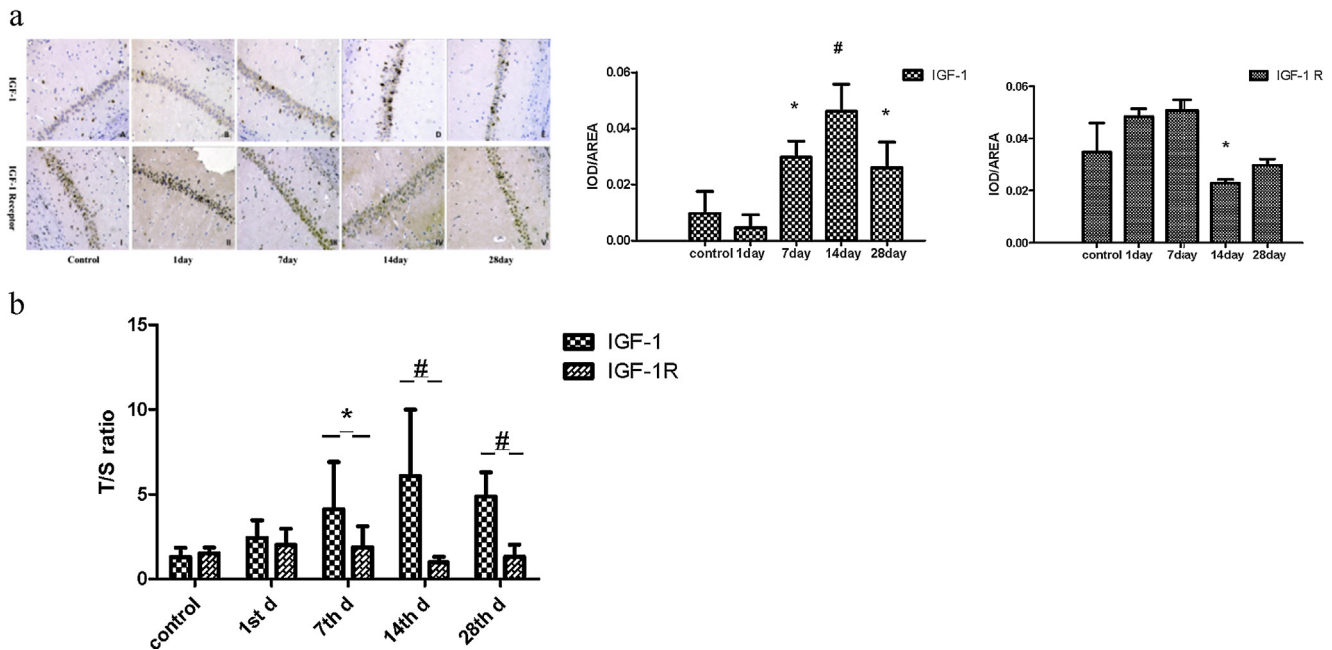 a
IGF-1
A
B
C
D
E
IGF-1 Receptor
I
II
III
IV
V
Control
1day
7day
14day
28day
IOD/AREA
0.06
0.04
0.02
0.00
*
#
*
IGF-1
control 1day 7day 14day 28day
IOD/AREA
0.06
0.04
0.02
0.00
*
IGF-1 R
control 1day 7day 14day 28day
b
T/S ratio
15
10
5
0
*
#
#
IGF-1
IGF-1R
control
1st d
7th d
14th d
28th d